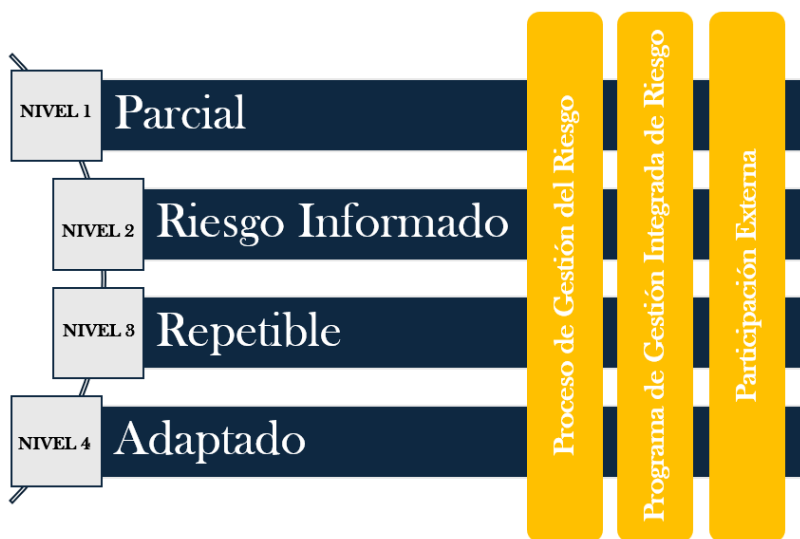 NIVEL 1
Parcial
NIVEL 2
Riesgo Informado
NIVEL 3
Repetible
NIVEL 4
Adaptado
Proceso de Gestión del Riesgo
Programa de Gestión Integrada de Riesgo
Participación Externa